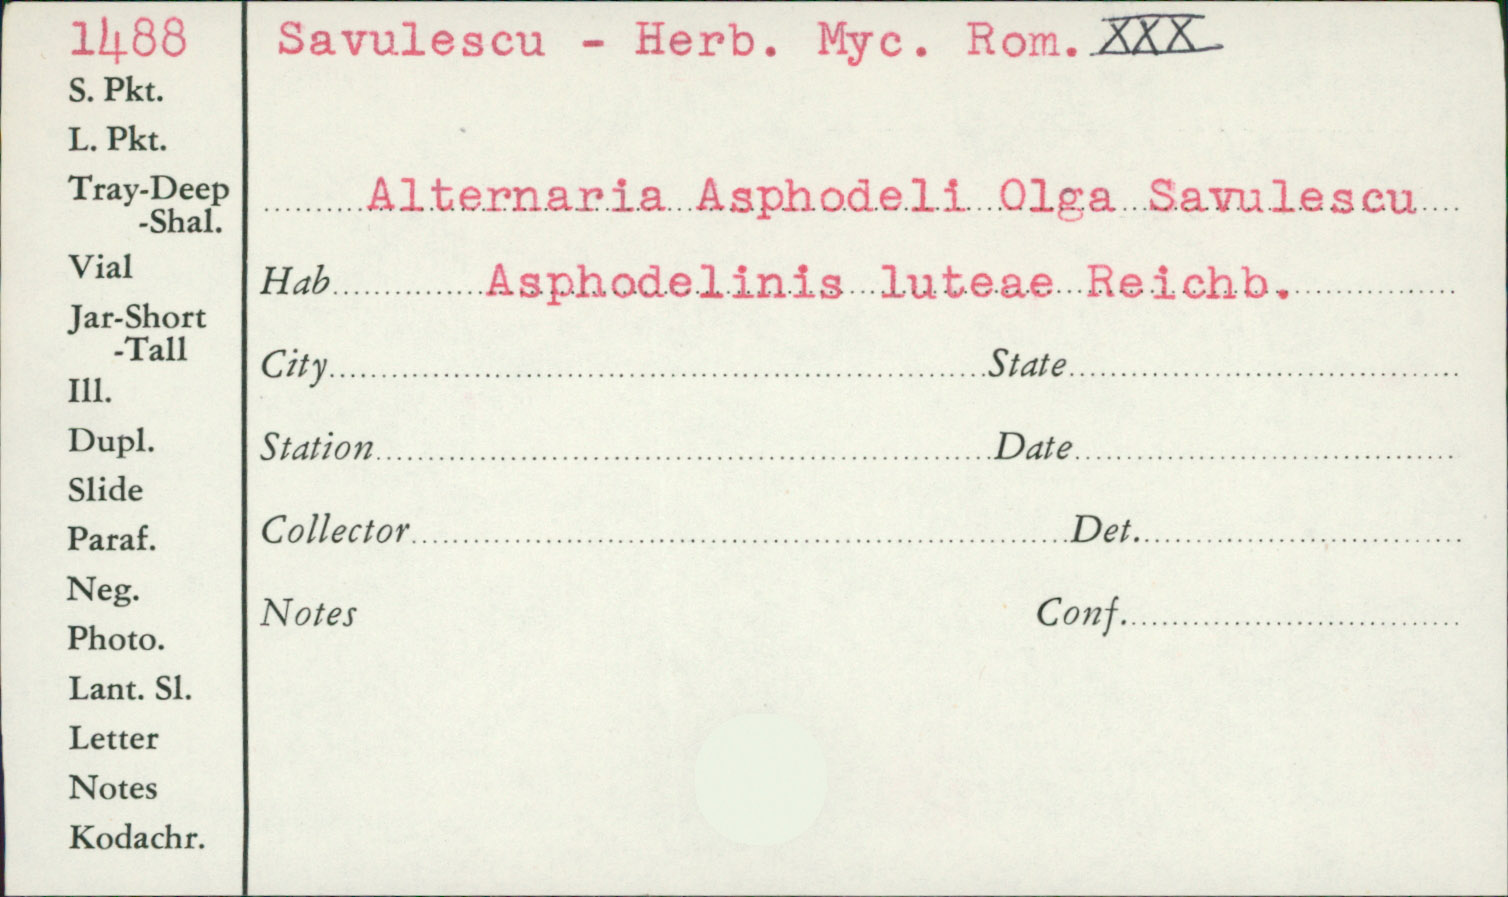 1488
S. Pkt.
L. Pkt.
Tray-Deep
-Shal.
Vial
Jar-Short
-Tall
Ill.
Dupl.
Slide
Paraf.
Neg.
Photo.
Lant. Sl.
Letter
Notes
Kodachr.
Savulescu - Herb. Myc. Rom. XXX
Alternaria Asphodeli Olga Savulescu
Hab Asphodelinis luteae Reichb.
City State
Station Date
Collector Det.
Notes Conf.